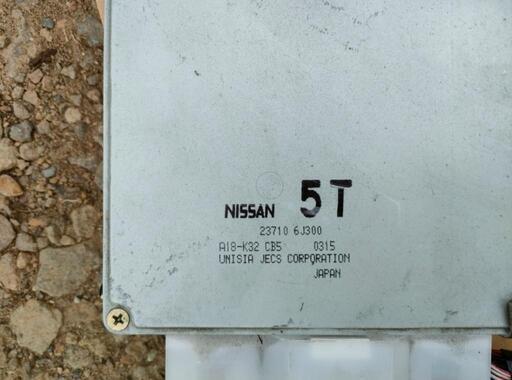 NISSAN 5T
23710 6J300
A18-K32 CB5 0315
UNISIA JECS CORPORATION
JAPAN